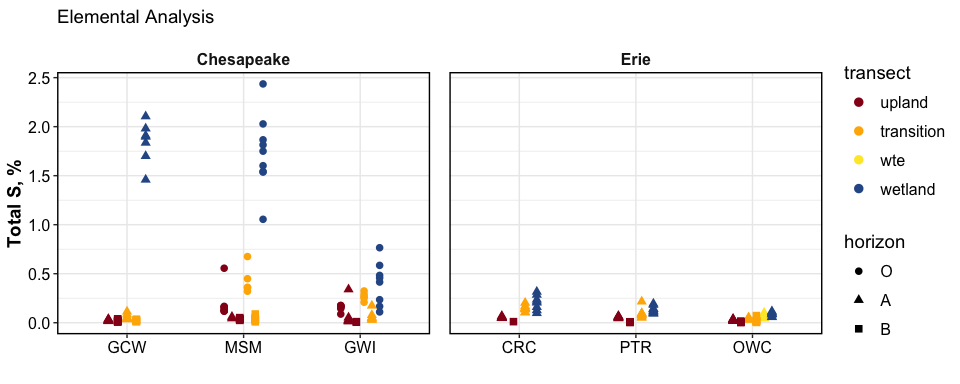 Elemental Analysis
Chesapeake
Erie
Total S, %
2.5
2.0
1.5
1.0
0.5
0.0
GCW
MSM
GWI
CRC
PTR
OWC
transect
upland
transition
wte
wetland
horizon
O
A
B